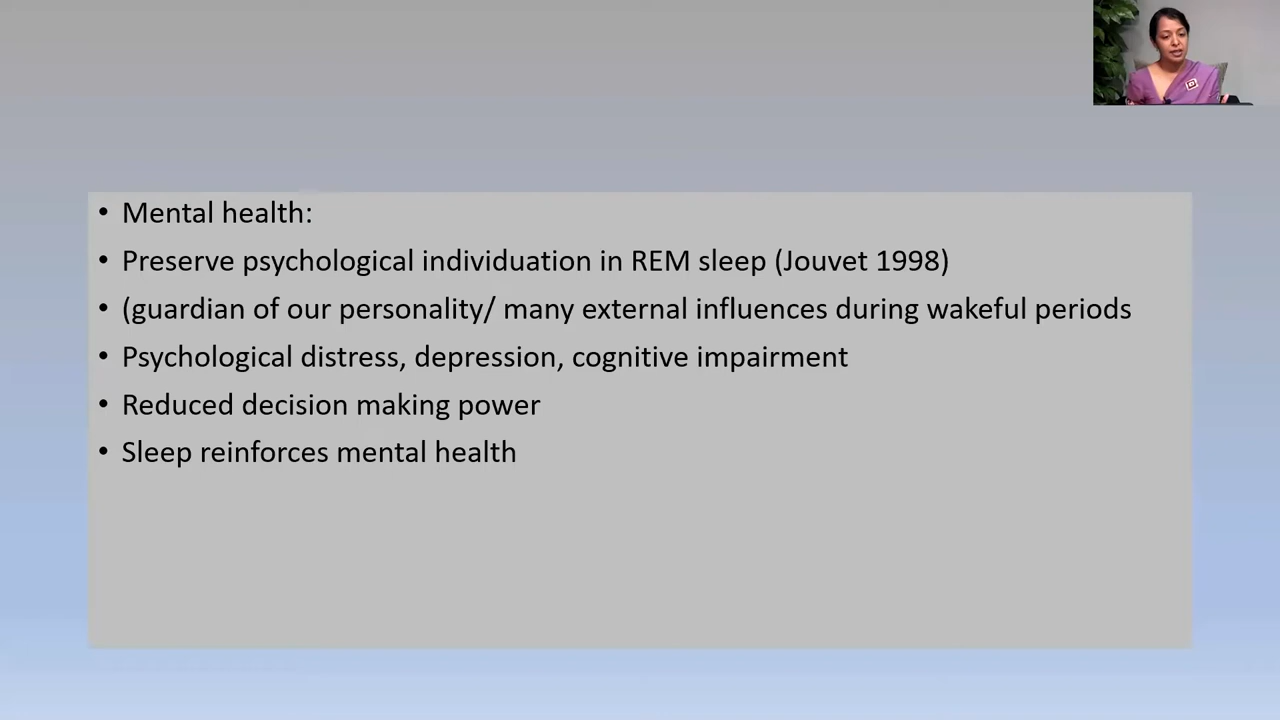 • Mental health:
• Preserve psychological individuation in REM sleep (Jouvet 1998)
• (guardian of our personality/ many external influences during wakeful periods
• Psychological distress, depression, cognitive impairment
• Reduced decision making power
• Sleep reinforces mental health